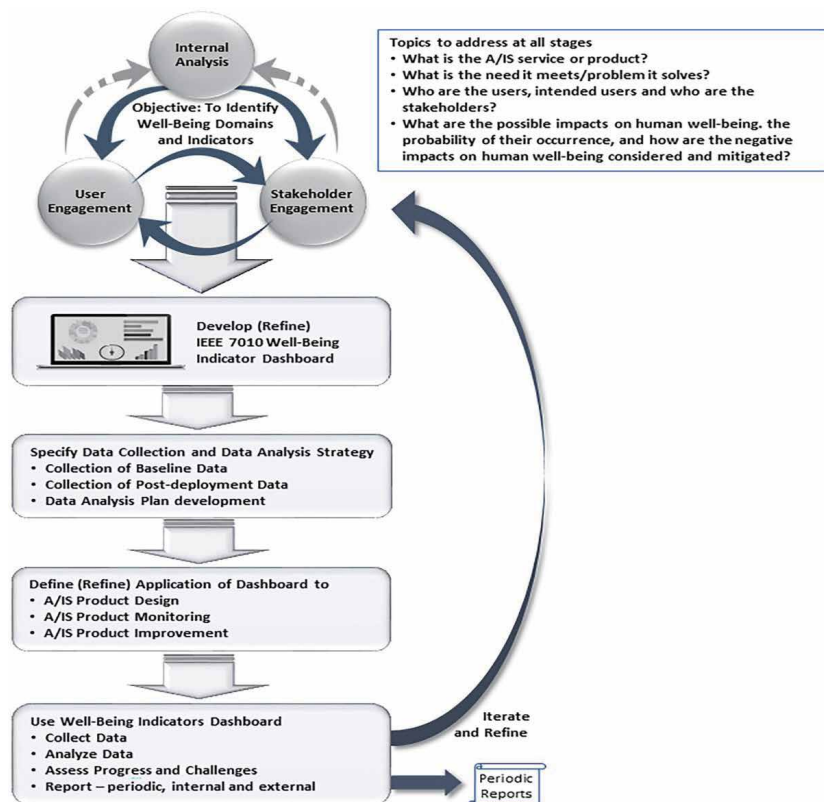 Internal
Analysis
Objective: To Identify
Well-Being Domains
and Indicators
User
Engagement
Stakeholder
Engagement
Topics to address at all stages
• What is the A/IS service or product?
• What is the need it meets/problem it solves?
• Who are the users, intended users and who are the
stakeholders?
• What are the possible impacts on human well-being. the
probability of their occurrence, and how are the negative
impacts on human well-being considered and mitigated?
Develop (Refine)
IEEE 7010 Well-Being
Indicator Dashboard
Specify Data Collection and Data Analysis Strategy
• Collection of Baseline Data
• Collection of Post-deployment Data
• Data Analysis Plan development
Define (Refine) Application of Dashboard to
• A/IS Product Design
• A/IS Product Monitoring
• A/IS Product Improvement
Use Well-Being Indicators Dashboard
• Collect Data
• Analyze Data
• Assess Progress and Challenges
• Report – periodic, internal and external
Iterate
and Refine
Periodic
Reports